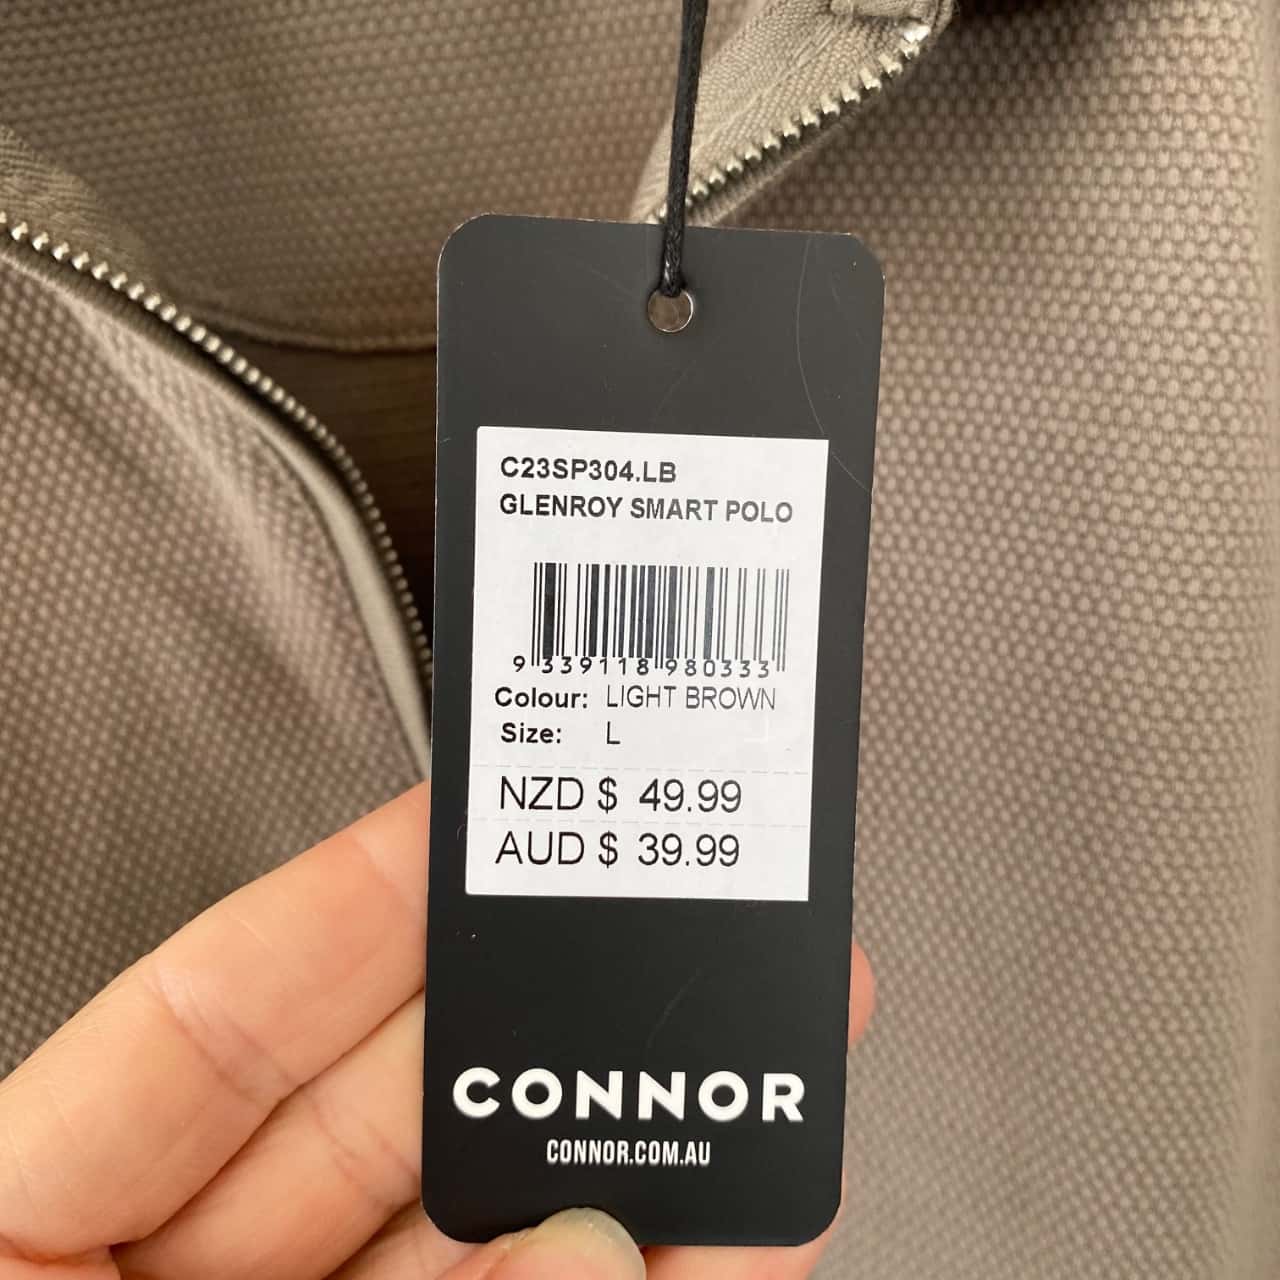 C23SP304.LB
GLENROY SMART POLO
9 339118 980333
Colour: LIGHT BROWN
Size: L
NZD $ 49.99
AUD $ 39.99
CONNOR
CONNOR.COM.AU